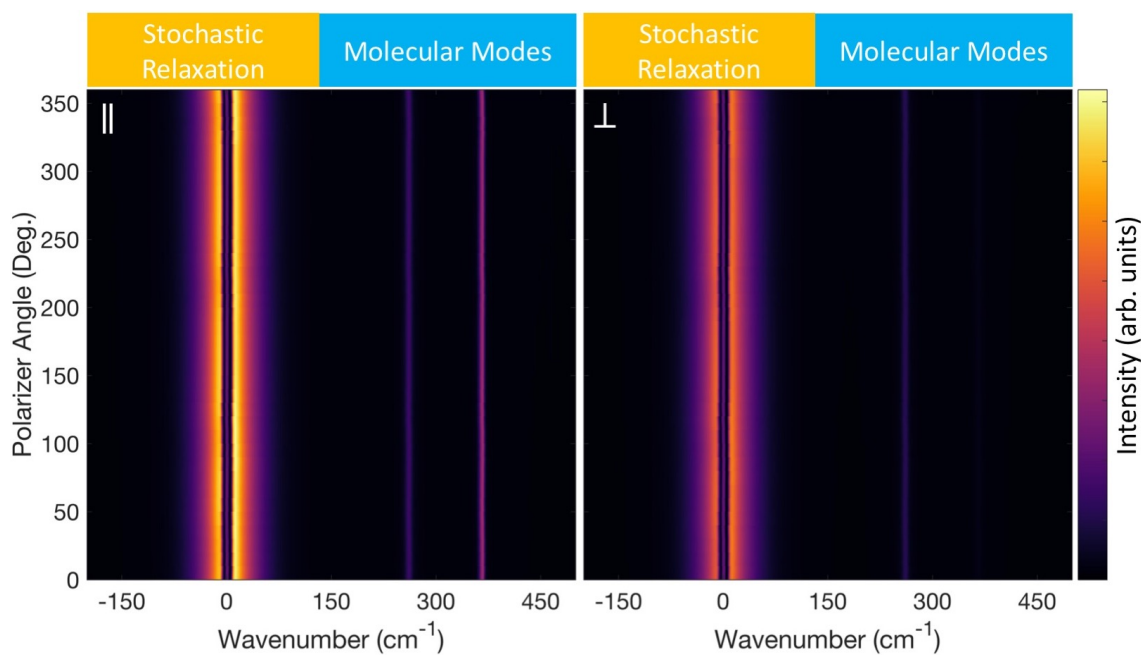 Stochastic
Relaxation
Molecular Modes
Stochastic
Relaxation
Molecular Modes
||
⊥
350
300
250
200
150
100
50
0
Polarizer Angle (Deg.)
-150 0 150 300 450
-150 0 150 300 450
Wavenumber (cm⁻¹)
Wavenumber (cm⁻¹)
Intensity (arb. units)